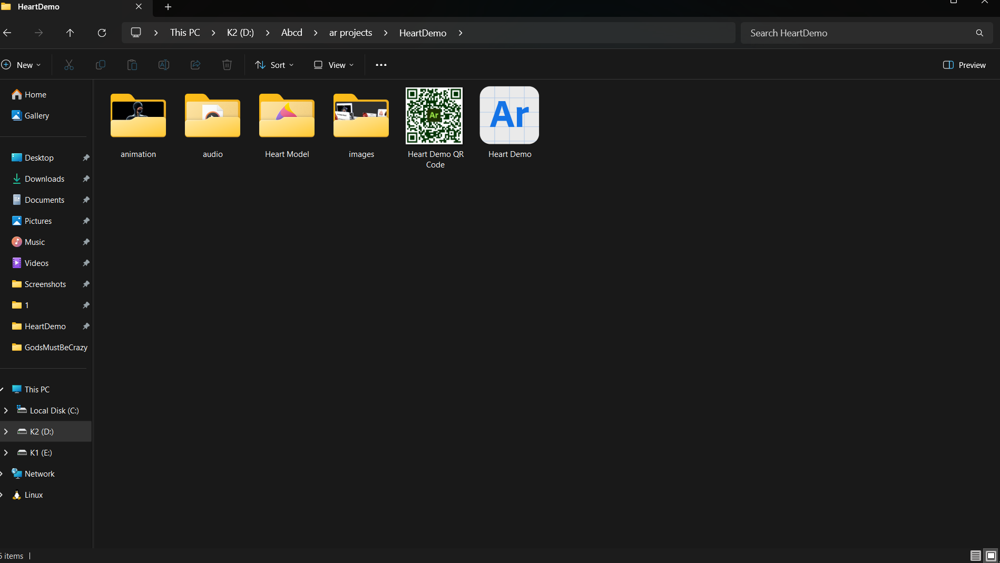 HeartDemo
This PC
K2 (D:)
Abcd
ar projects
HeartDemo
Search HeartDemo
New
Sort
View
Preview
Home
Gallery
Desktop
Downloads
Documents
Pictures
Music
Videos
Screenshots
1
HeartDemo
GodsMustBeCrazy
This PC
Local Disk (C:)
K2 (D:)
K1 (E:)
Network
Linux
animation
audio
Heart Model
images
Ar
Heart Demo QR
Code
Ar
Heart Demo
items